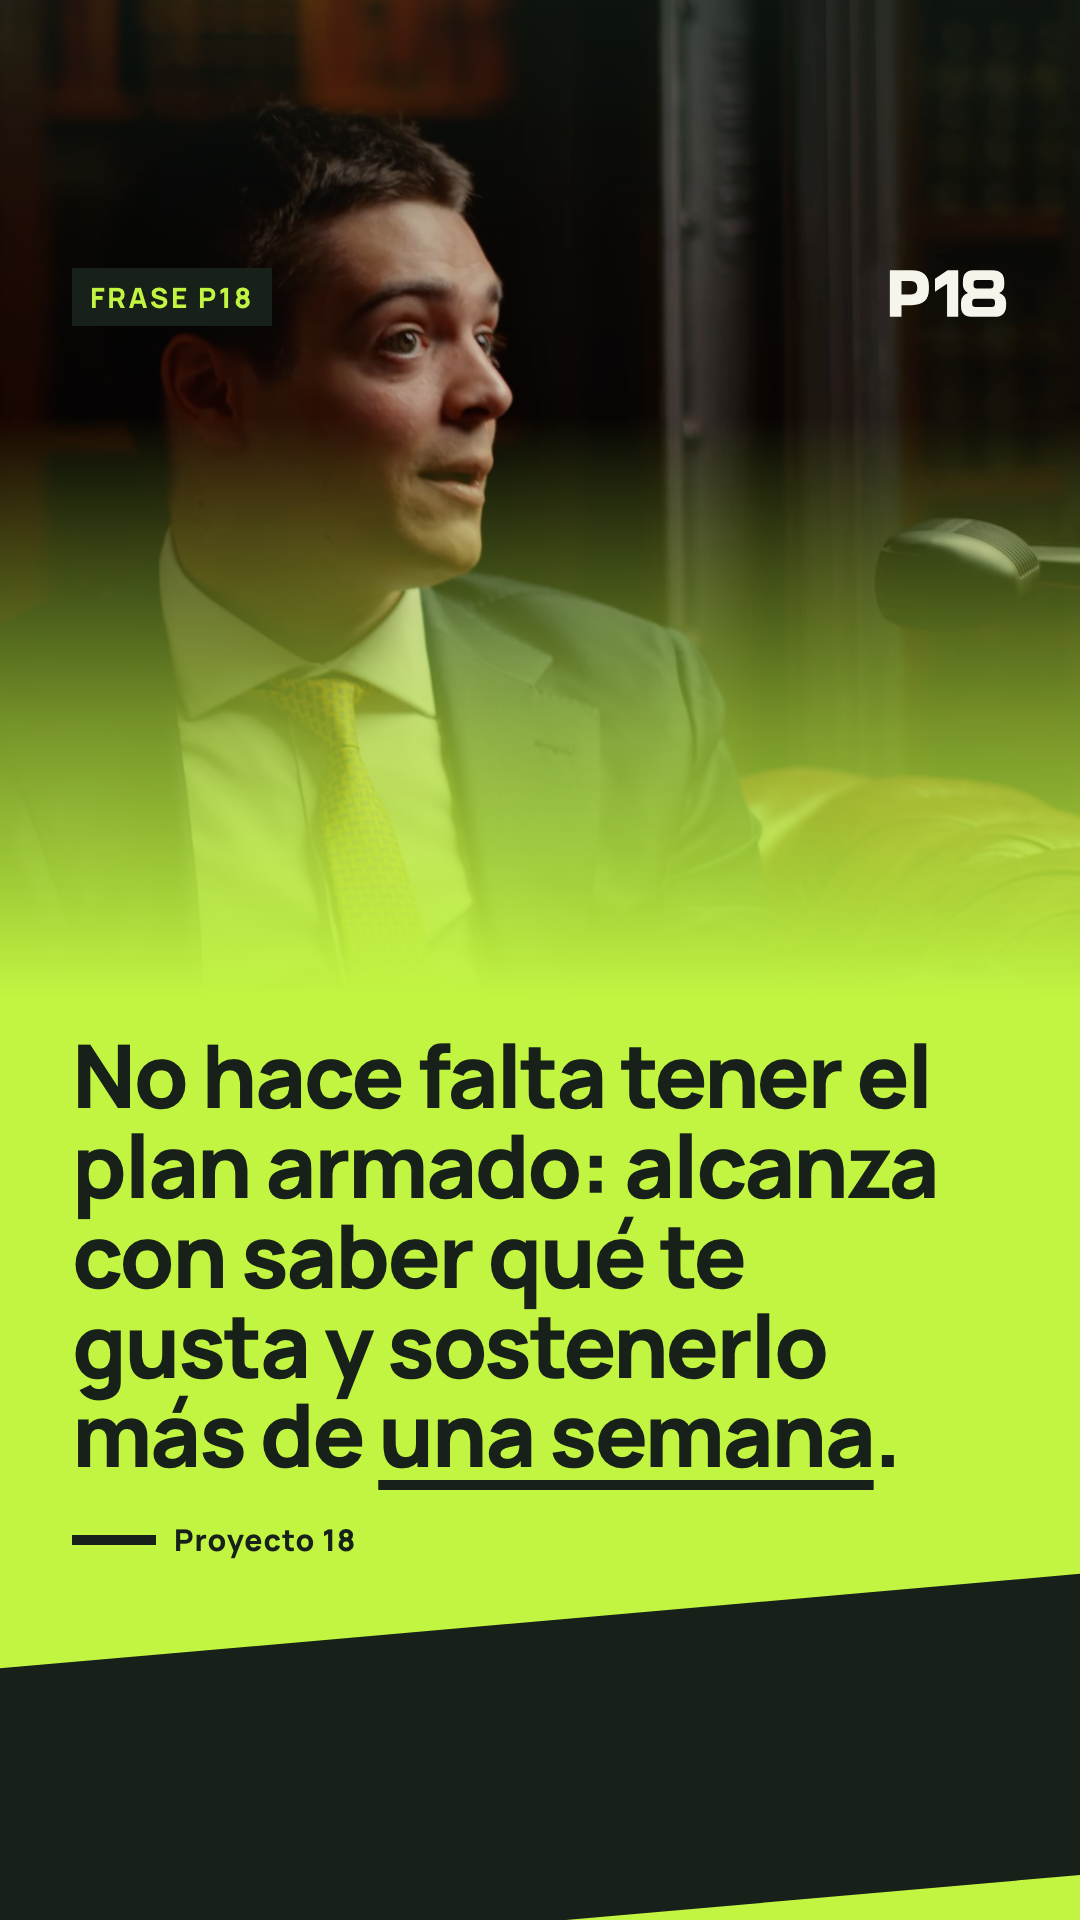 FRASE P18
P18
No hace falta tener el
plan armado: alcanza
con saber qué te
gusta y sostenerlo
más de una semana.
Proyecto 18